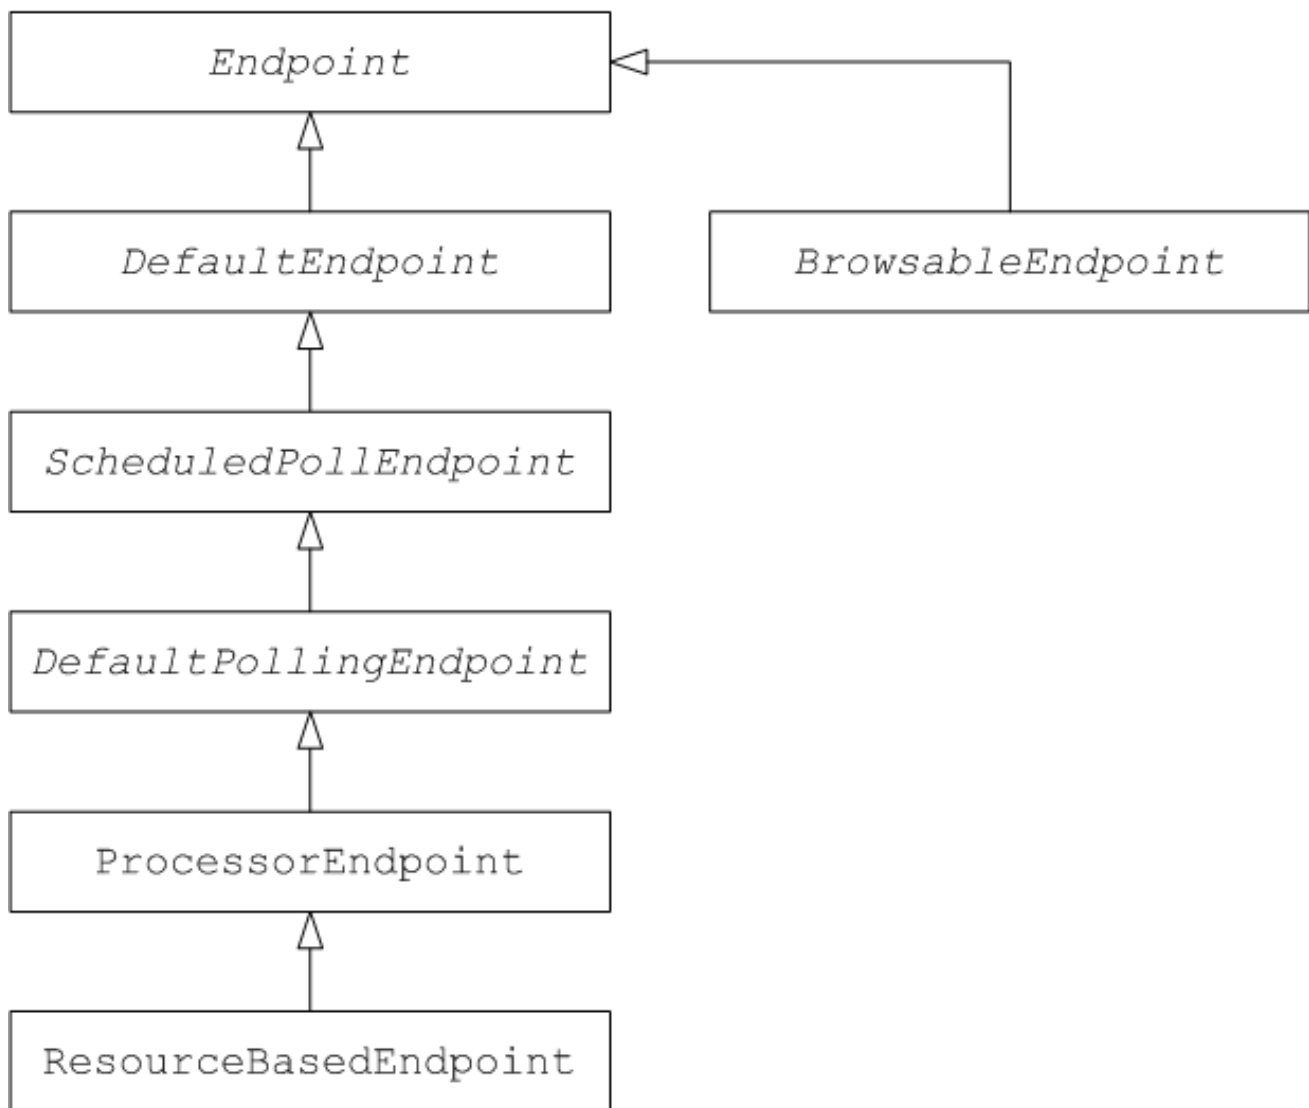 Endpoint
DefaultEndpoint
BrowsableEndpoint
ScheduledPollEndpoint
DefaultPollingEndpoint
ProcessorEndpoint
ResourceBasedEndpoint